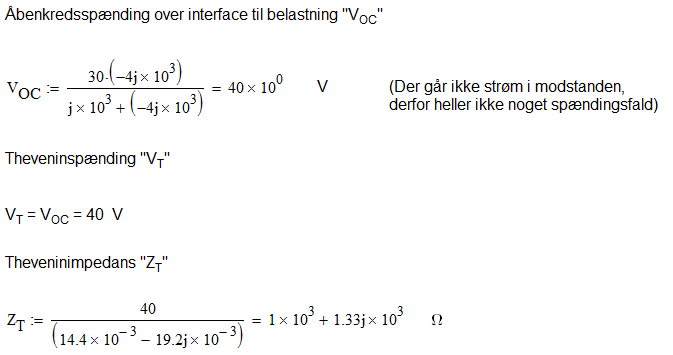 Åbenkredsspænding over interface til belastning "V_OC"
V_OC := \frac{30·(−4j × 10^3)}{j × 10^3 + (−4j × 10^3)} = 40 × 10^0 V (Der går ikke strøm i modstanden,
derfor heller ikke noget spændingsfald)
Theveninspænding "V_T"
V_T = V_OC = 40 V
Theveninimpedans "Z_T"
Z_T := \frac{40}{(14.4 × 10^{−3} − 19.2j × 10^{−3})} = 1 × 10^3 + 1.33j × 10^3 Ω